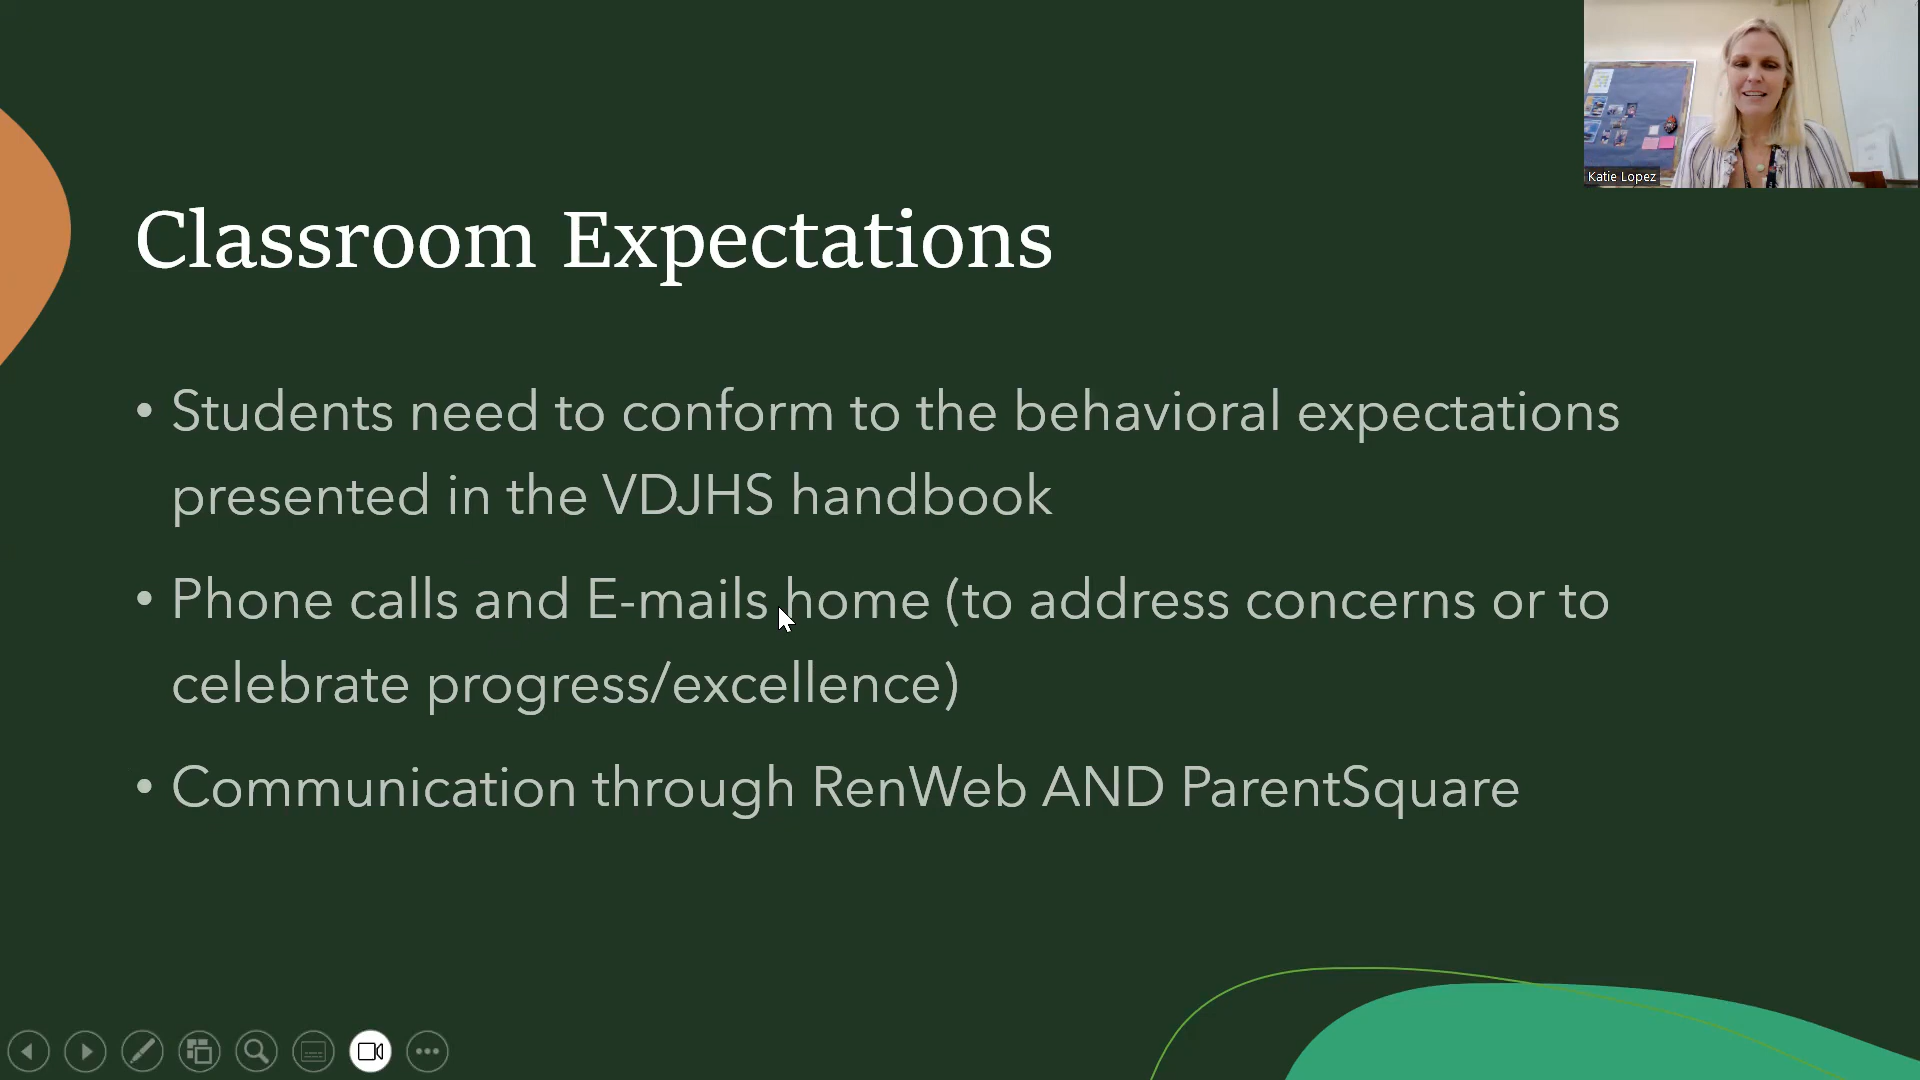 Katie Lopez
Classroom Expectations
• Students need to conform to the behavioral expectations
presented in the VDJHS handbook
• Phone calls and E-mails home (to address concerns or to
celebrate progress/excellence)
• Communication through RenWeb AND ParentSquare